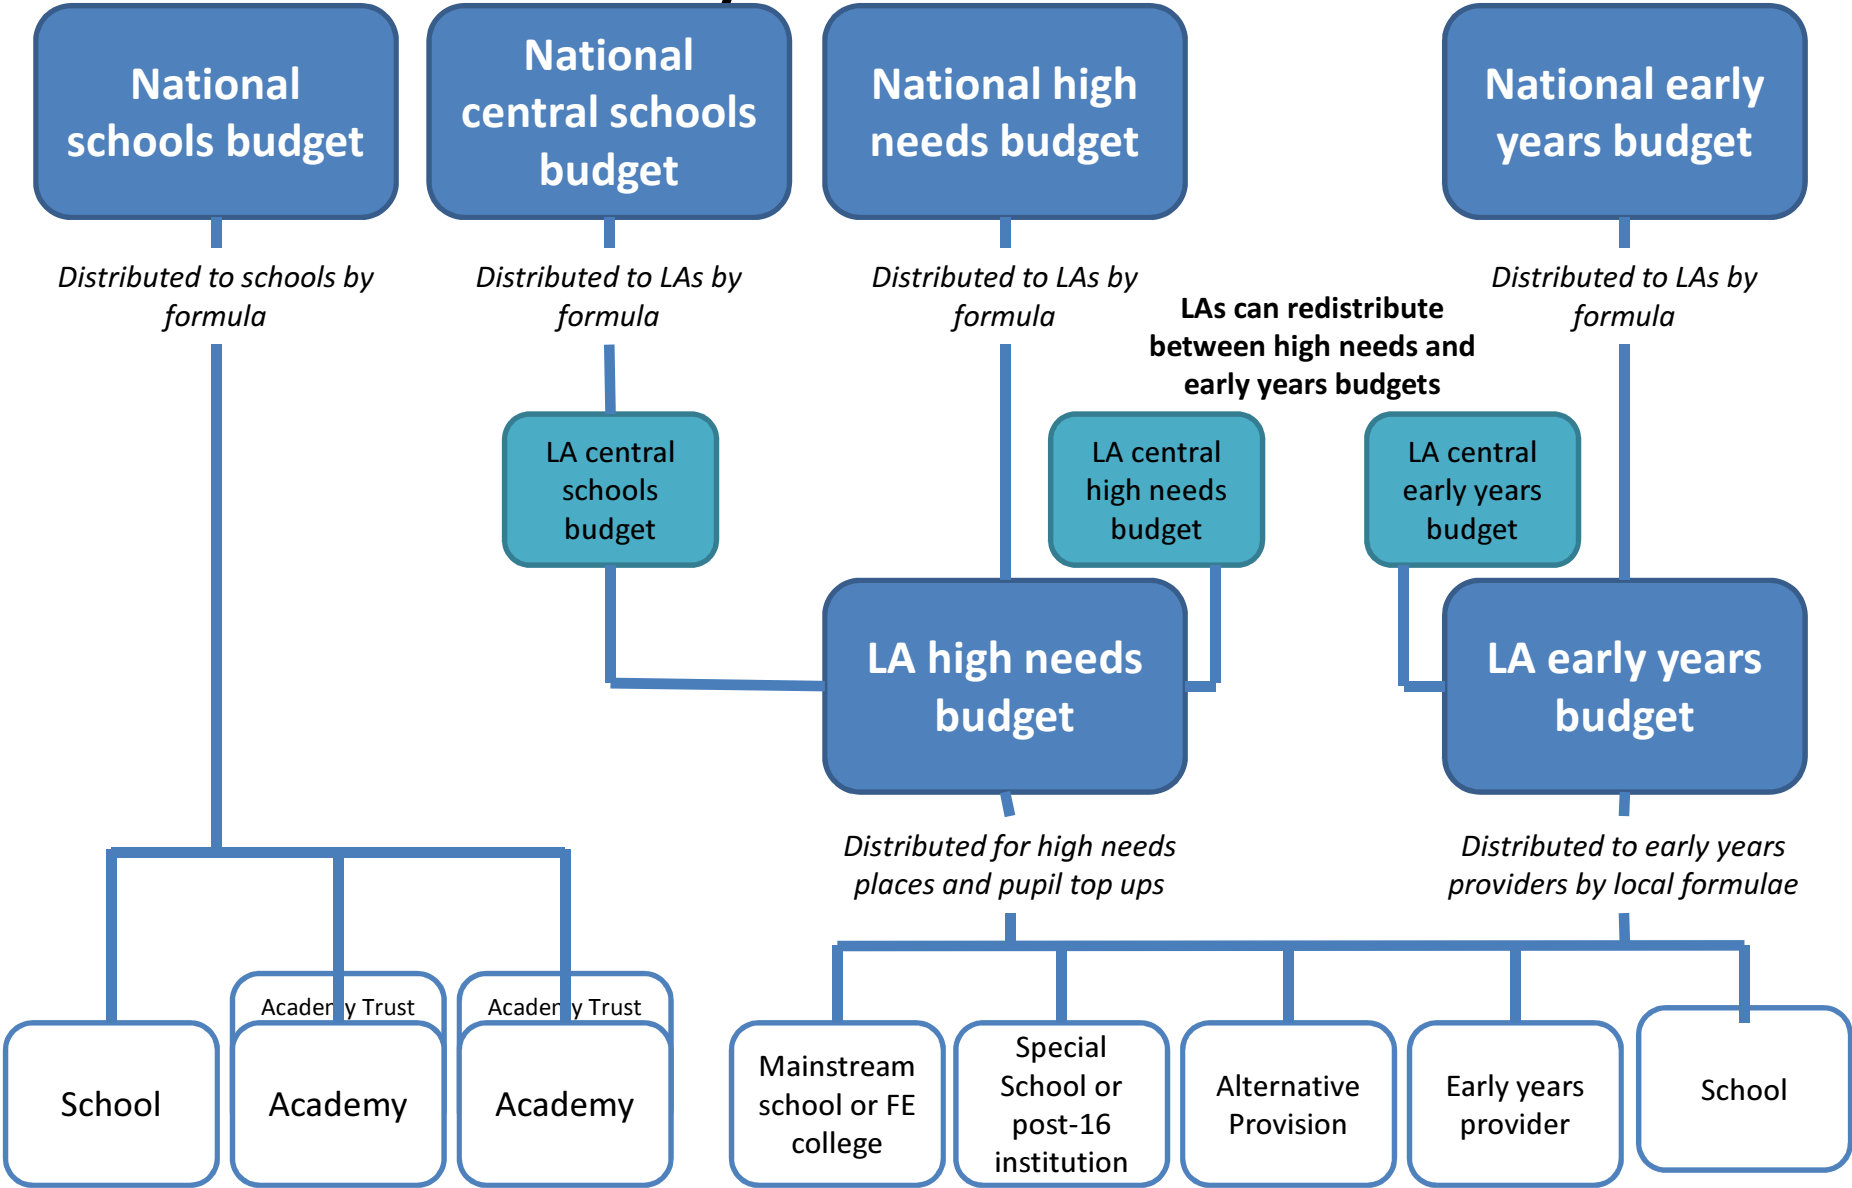 National
schools budget
National
central schools
budget
National high
needs budget
National early
years budget
Distributed to schools by
formula
Distributed to LAs by
formula
Distributed to LAs by
formula
Distributed to LAs by
formula
LAs can redistribute
between high needs and
early years budgets
LA central
schools
budget
LA central
high needs
budget
LA central
early years
budget
LA high needs
budget
LA early years
budget
Distributed for high needs
places and pupil top ups
Distributed to early years
providers by local formulae
Academy Trust
Academy Trust
School
Academy
Academy
Mainstream
school or FE
college
Special
School or
post-16
institution
Alternative
Provision
Early years
provider
School